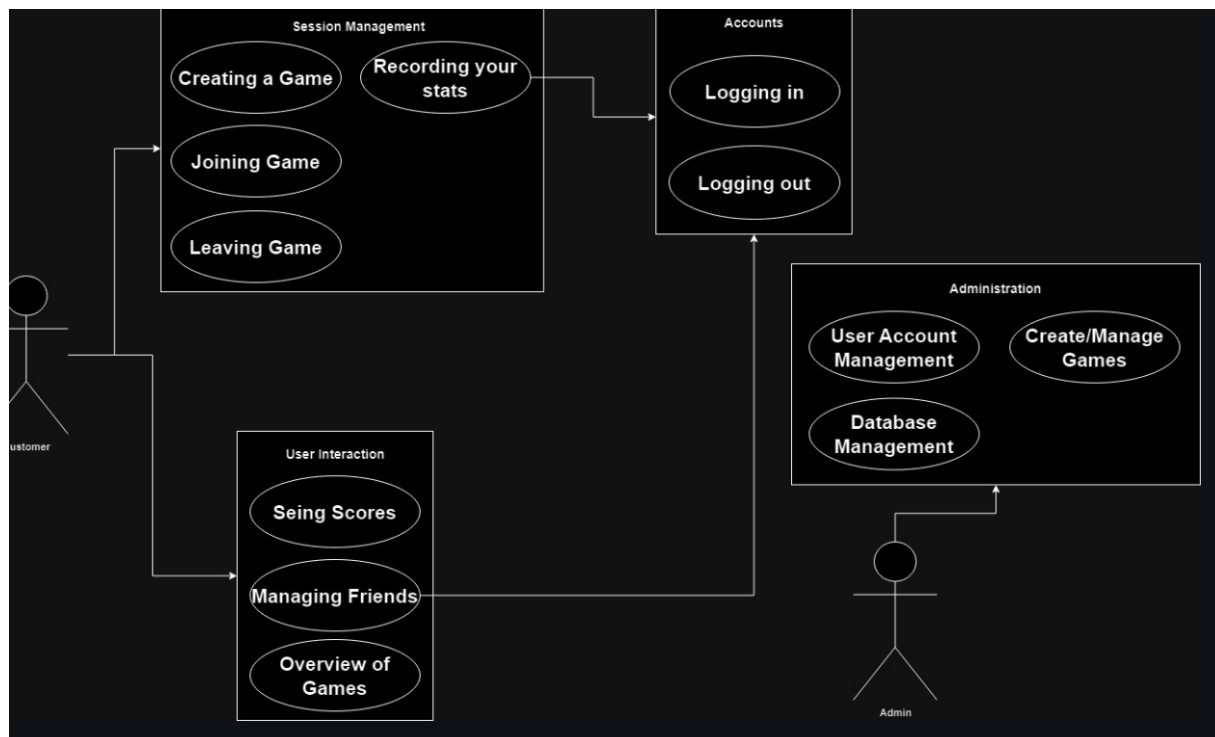 Session Management
Creating a Game
Recording your
stats
Joining Game
Leaving Game
Accounts
Logging in
Logging out
ustomer
Administration
User Account
Management
Create/Manage
Games
Database
Management
User Interaction
Seing Scores
Managing Friends
Overview of
Games
Admin